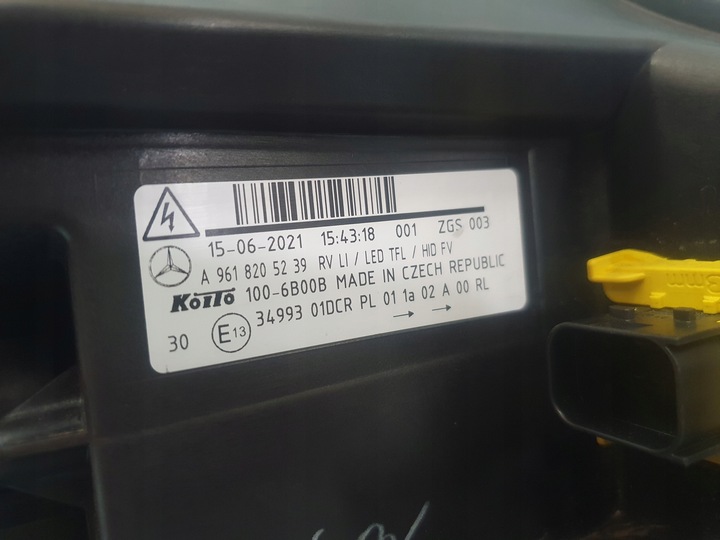 15-06-2021 15:43:18 001 ZGS 003
A 961 820 52 39 RV LI / LED TFL / HID FV
KOITO 100-6B00B MADE IN CZECH REPUBLIC
30 E13 34993 01DCR PL 01 1a 02 A 00 RL